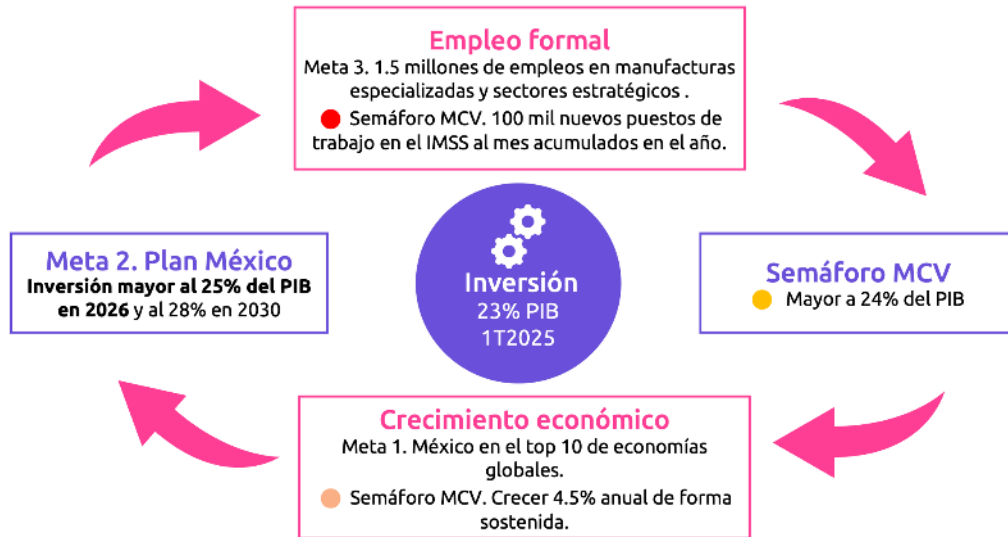 Empleo formal
Meta 3. 1.5 millones de empleos en manufacturas
especializadas y sectores estratégicos .
Semáforo MCV. 100 mil nuevos puestos de
trabajo en el IMSS al mes acumulados en el año.
Meta 2. Plan México
Inversión mayor al 25% del PIB
en 2026 y al 28% en 2030
Inversión
23% PIB
1T2025
Semáforo MCV
Mayor a 24% del PIB
Crecimiento económico
Meta 1. México en el top 10 de economías
globales.
Semáforo MCV. Crecer 4.5% anual de forma
sostenida.